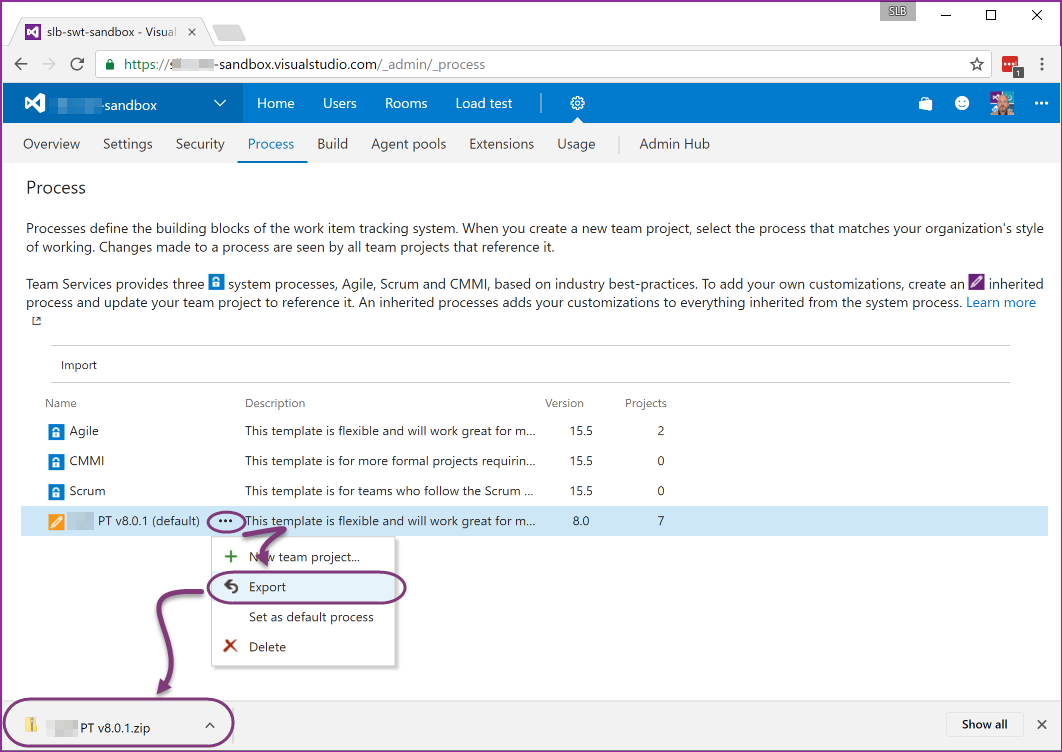 SLB
slb-swt-sandbox - Visual
https://s -sandbox.visualstudio.com/_admin/_process
1
-sandbox Home Users Rooms Load test
Overview Settings Security Process Build Agent pools Extensions Usage Admin Hub
Process
Processes define the building blocks of the work item tracking system. When you create a new team project, select the process that matches your organization's style
of working. Changes made to a process are seen by all team projects that reference it.
Team Services provides three system processes, Agile, Scrum and CMMI, based on industry best-practices. To add your own customizations, create an inherited
process and update your team project to reference it. An inherited processes adds your customizations to everything inherited from the system process. Learn more
Import
Name Description Version Projects
Agile This template is flexible and will work great for m... 15.5 2
CMMI This template is for more formal projects requirin... 15.5 0
Scrum This template is for teams who follow the Scrum ... 15.5 0
PT v8.0.1 (default) ... This template is flexible and will work great for m... 8.0 7
New team project...
Export
Set as default process
Delete
PT v8.0.1.zip
Show all